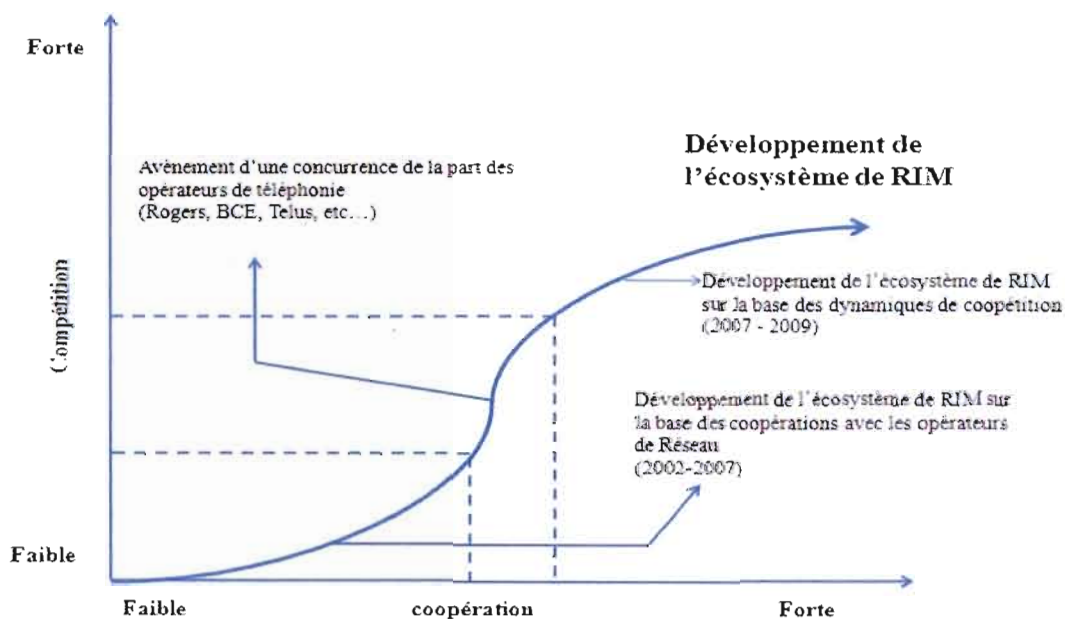 Forte
Développement de
l'écosystème de RIM
Avènement d'une concurrence de la part des
opérateurs de téléphonie
(Rogers, BCE, Telus, etc...)
Compétition
Développement de l'écosystème de RIM
sur la base des dynamiques de coopétition
(2007 - 2009)
Développement de l'écosystème de RIM sur
la base des coopérations avec les opérateurs
de Réseau
(2002-2007)
Faible
Faible
coopération
Forte